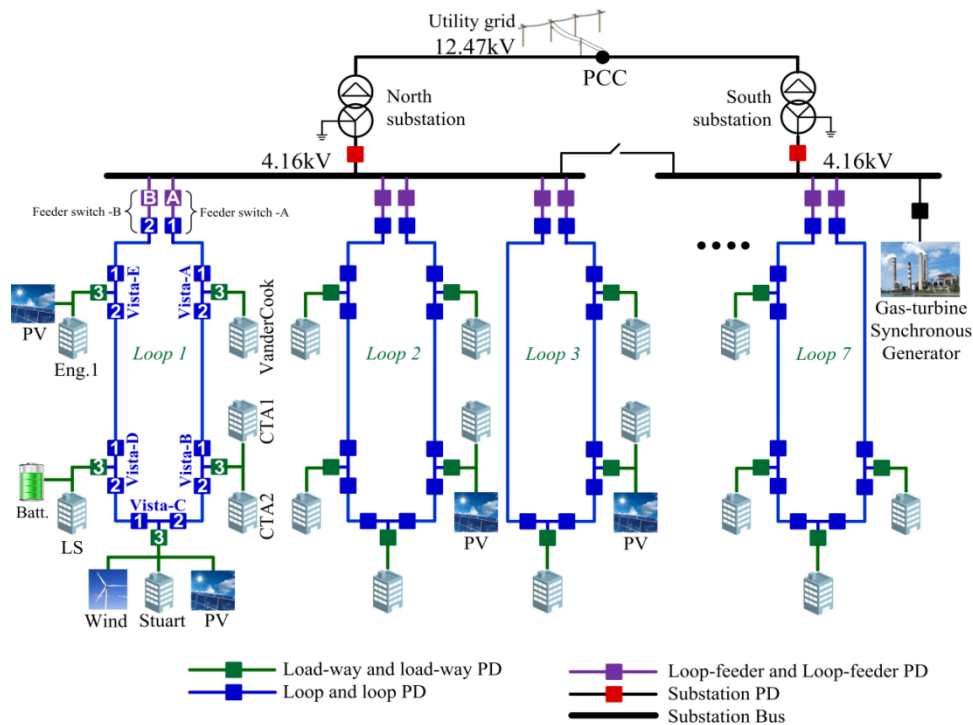 Utility grid
12.47kV
PCC
North
substation
South
substation
4.16kV
4.16kV
B
A
Feeder switch -B
Feeder switch -A
2
1
1
Vista-E
3
2
1
Vista-A
3
2
PV
Eng.1
VanderCook
Loop 1
Loop 2
Loop 3
Loop 7
Gas-turbine
Synchronous
Generator
CTA1
1
Vista-D
3
2
1
Vista-B
3
2
CTA2
Batt.
LS
Vista-C
1
2
3
PV
PV
Wind
Stuart
PV
Load-way and load-way PD
Loop and loop PD
Loop-feeder and Loop-feeder PD
Substation PD
Substation Bus